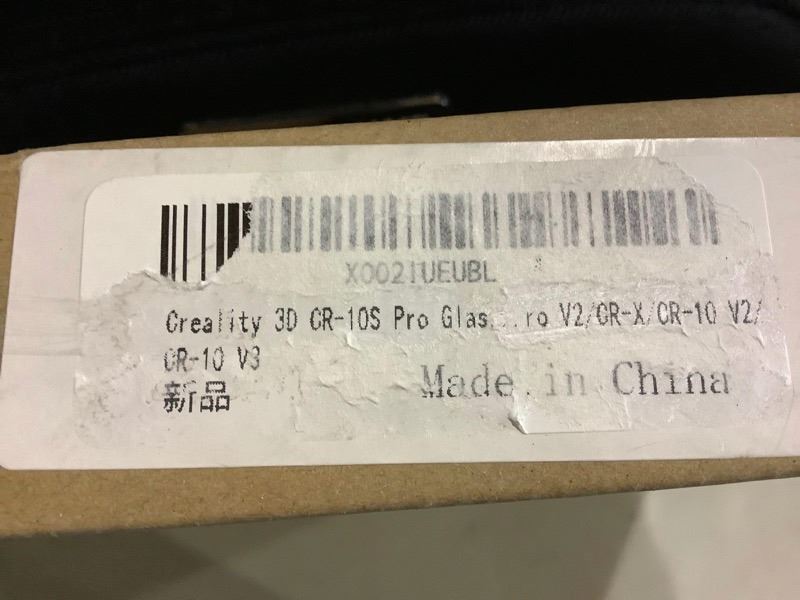 X0021UEUBL
Creality 3D CR-10S Pro Glas...ro V2/CR-X/CR-10 V2/
CR-10 V3
新品
Made in China